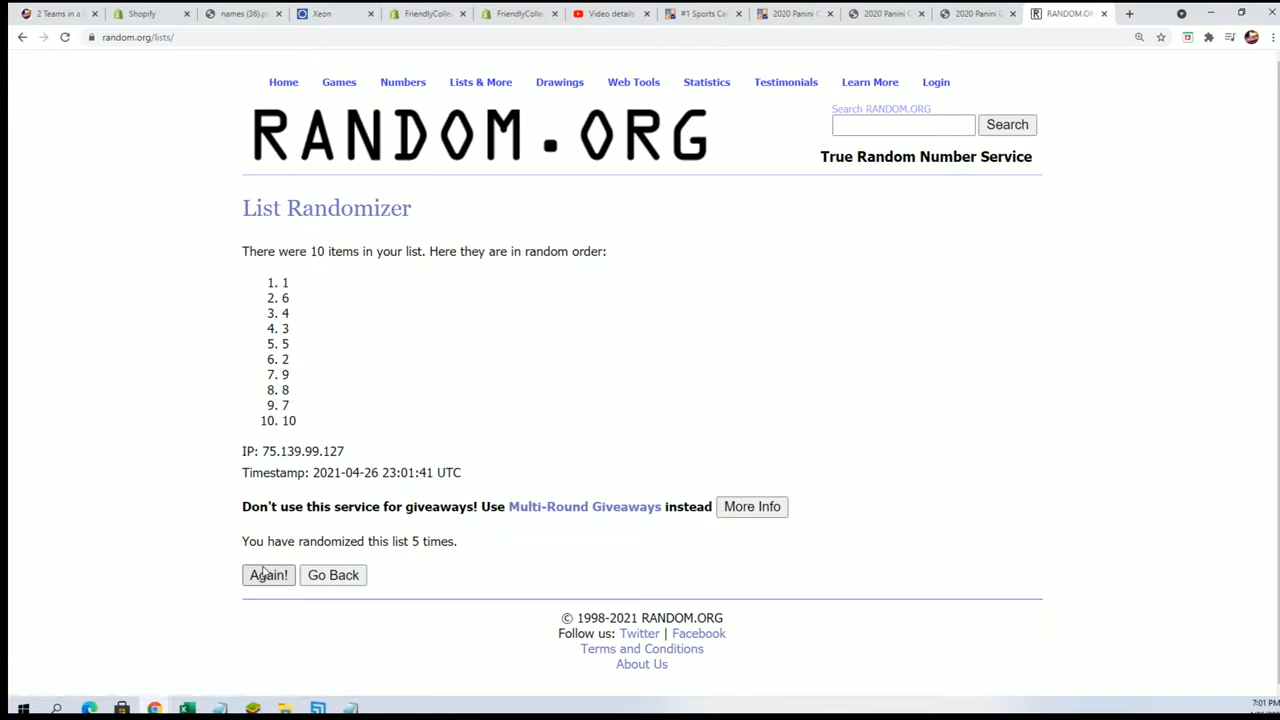 2 Teams in a
Shopify
names (36).p
Xeon
FriendlyColle
FriendlyColle
Video details
#1 Sports Ca
2020 Panini C
2020 Panini C
2020 Panini C
RANDOM.OR
random.org/lists/
Home Games Numbers Lists & More Drawings Web Tools Statistics Testimonials Learn More Login
RANDOM.ORG
Search RANDOM.ORG
Search
True Random Number Service
List Randomizer
There were 10 items in your list. Here they are in random order:
1. 1
2. 6
3. 4
4. 3
5. 5
6. 2
7. 9
8. 8
9. 7
10. 10
IP: 75.139.99.127
Timestamp: 2021-04-26 23:01:41 UTC
Don't use this service for giveaways! Use Multi-Round Giveaways instead More Info
You have randomized this list 5 times.
Again! Go Back
© 1998-2021 RANDOM.ORG
Follow us: Twitter | Facebook
Terms and Conditions
About Us
7:01 PM